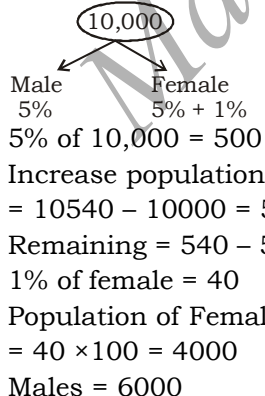 10,000
Male Female
5% 5% + 1%
5% of 10,000 = 500
Increase population
= 10540 – 10000 =
Remaining = 540 –
1% of female = 40
Population of
= 40 ×100 = 4000
Males = 6000